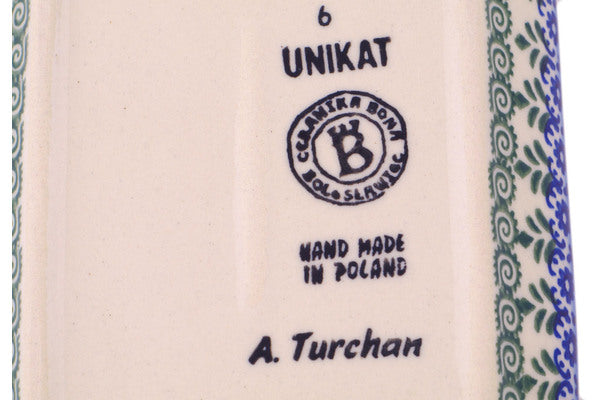 6
UNIKAT
CERAMIKA BONA
B
BOLESŁAWIEC
HAND MADE
IN POLAND
A. Turchan